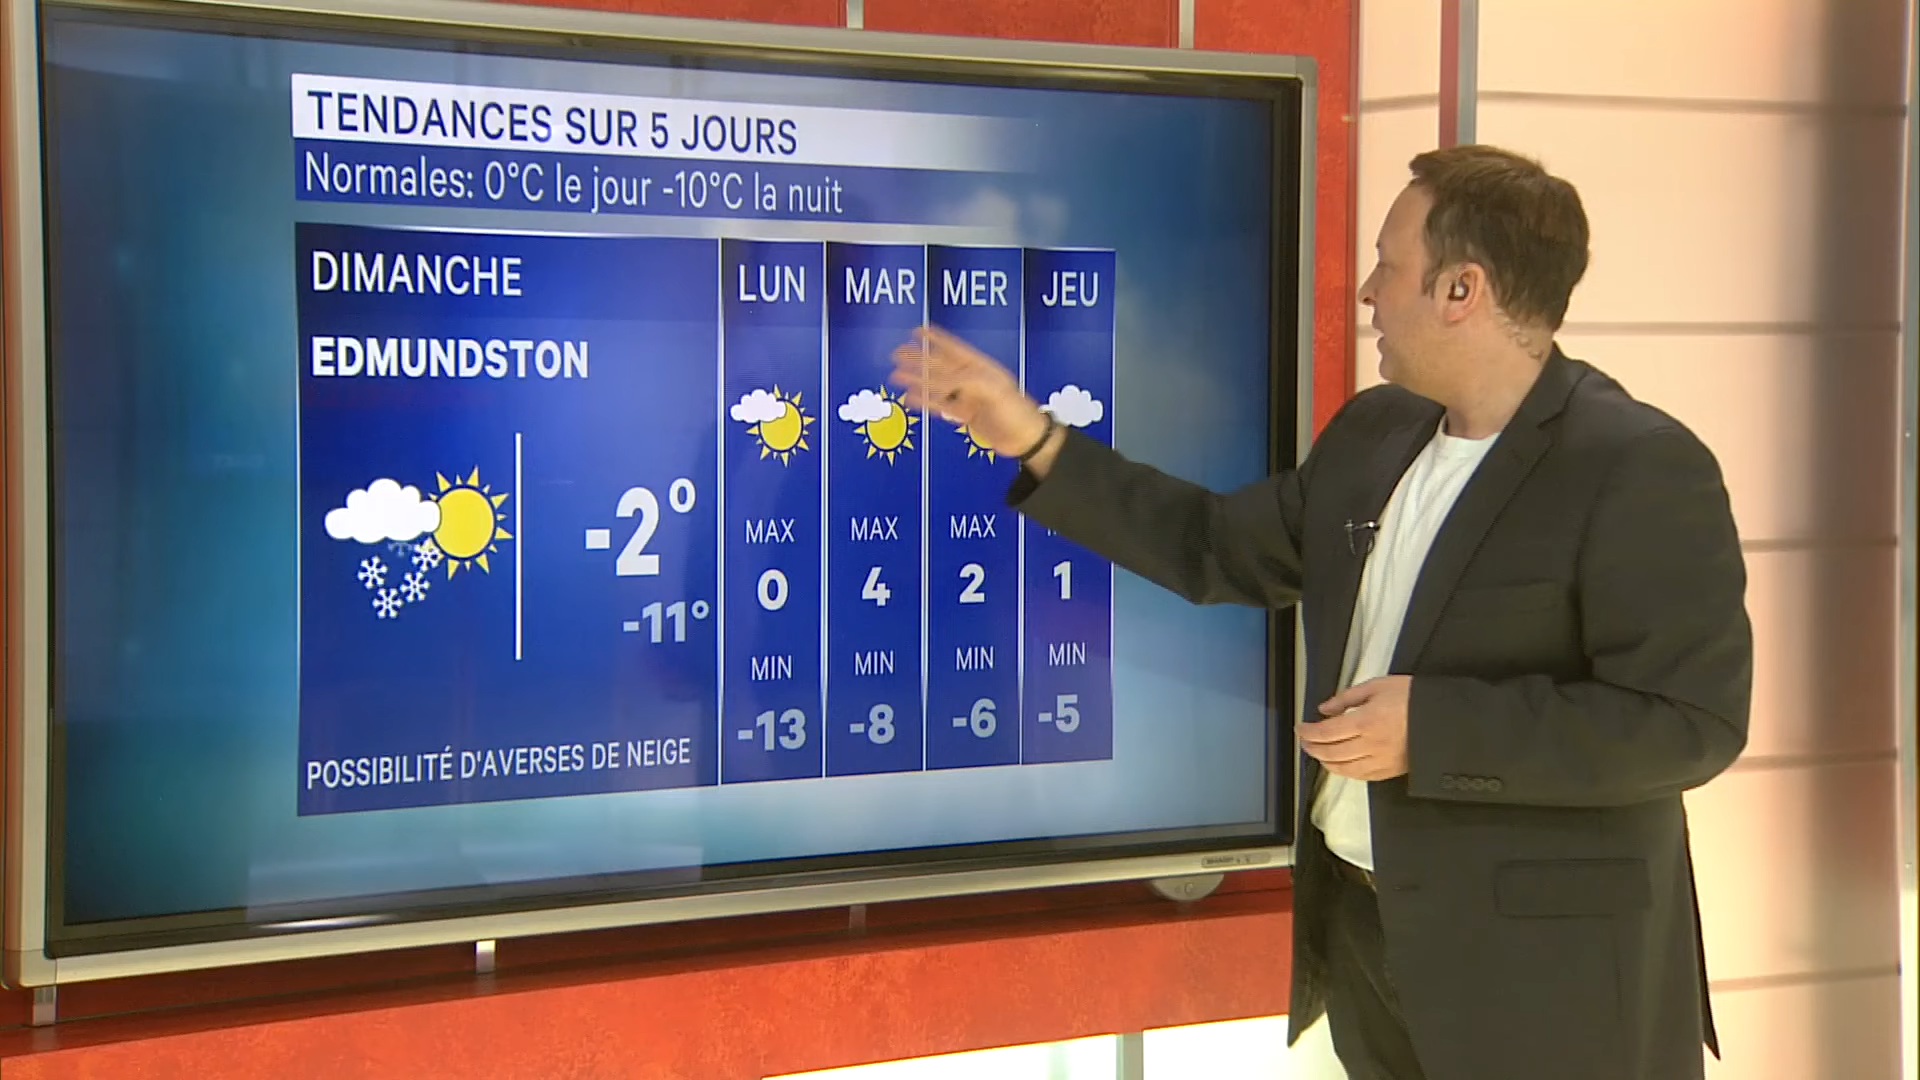 TENDANCES SUR 5 JOURS
Normales: 0°C le jour -10°C la nuit
DIMANCHE
EDMUNDSTON
-2°
-11°
POSSIBILITÉ D'AVERSES DE NEIGE
LUN MAR MER JEU
MAX MAX MAX
0 4 2 1
MIN MIN MIN MIN
-13 -8 -6 -5
SHARP